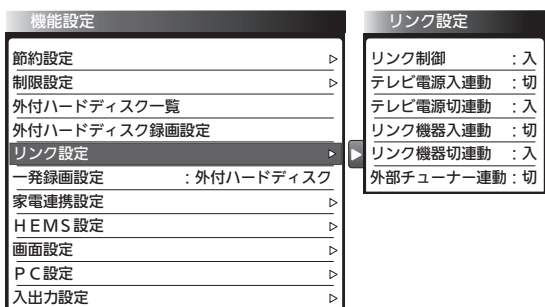 機能設定
節約設定
制限設定
外付ハードディスク一覧
外付ハードディスク録画設定
リンク設定
一発録画設定 :外付ハードディスク
家電連携設定
HEMS設定
画面設定
PC設定
入出力設定
リンク設定
リンク制御 :入
テレビ電源入連動 :切
テレビ電源切連動 :入
リンク機器入連動 :切
リンク機器切連動 :入
外部チューナー連動:切